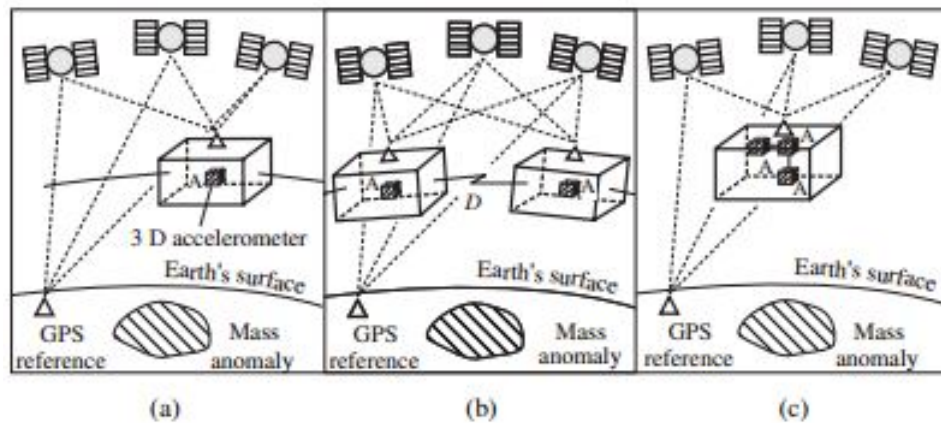 A
3 D accelerometer
Earth's surface
GPS
reference
Mass
anomaly
(a)
A
A
D
Earth's surface
GPS
reference
Mass
anomaly
(b)
A
A
A
Earth's surface
GPS
reference
Mass
anomaly
(c)